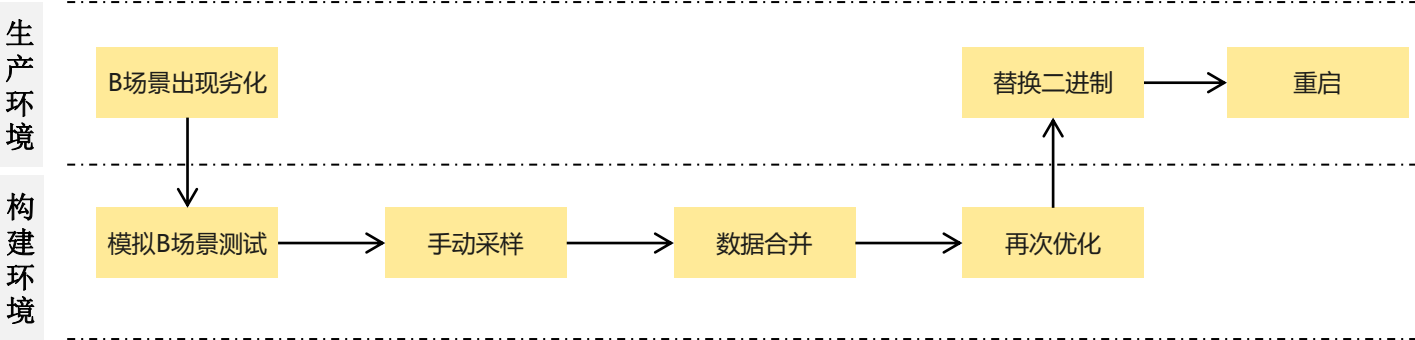 生产环境
B场景出现劣化
替换二进制
重启
构建环境
模拟B场景测试
手动采样
数据合并
再次优化